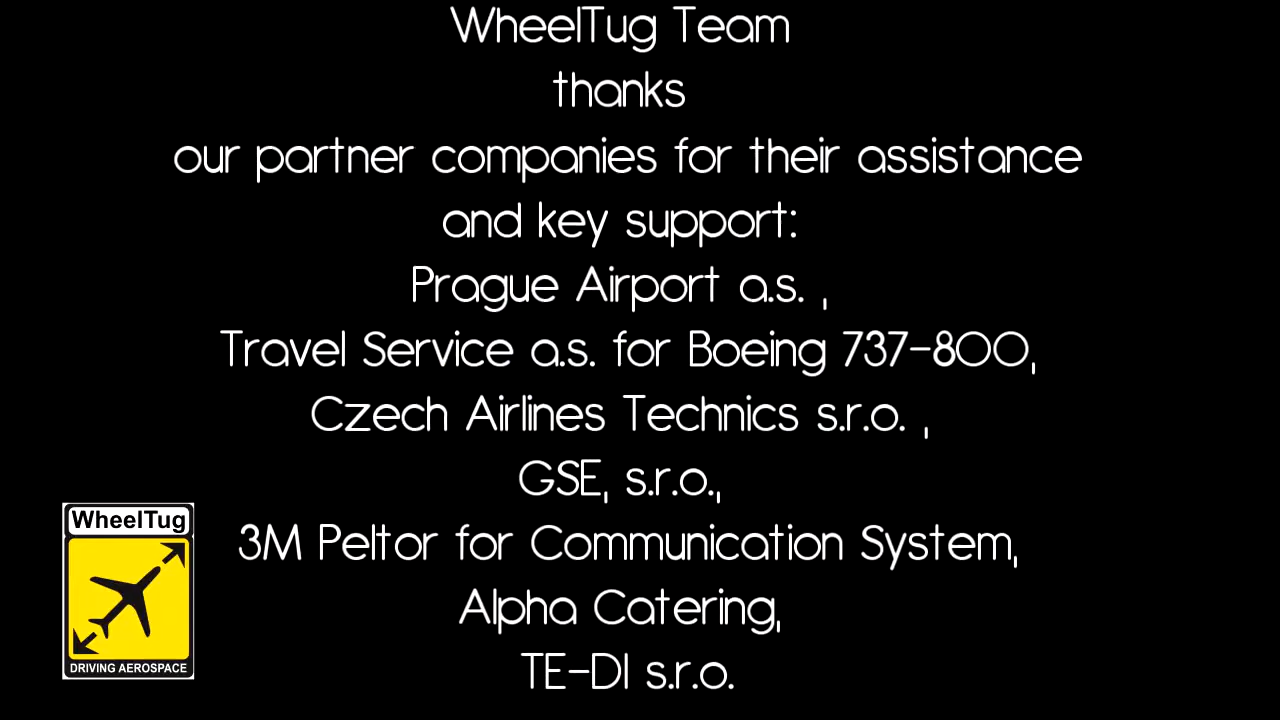 WheelTug Team
thanks
our partner companies for their assistance
and key support:
Prague Airport a.s. ,
Travel Service a.s. for Boeing 737-800,
Czech Airlines Technics s.r.o. ,
GSE, s.r.o.,
3M Peltor for Communication System,
Alpha Catering,
TE-DI s.r.o.
WheelTug
DRIVING AEROSPACE